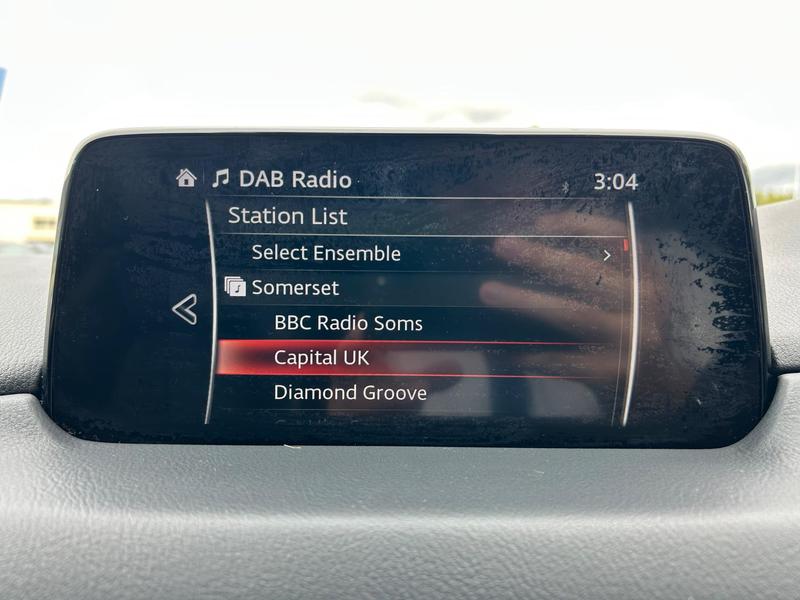 DAB Radio 3:04
Station List
Select Ensemble
Somerset
BBC Radio Soms
Capital UK
Diamond Groove